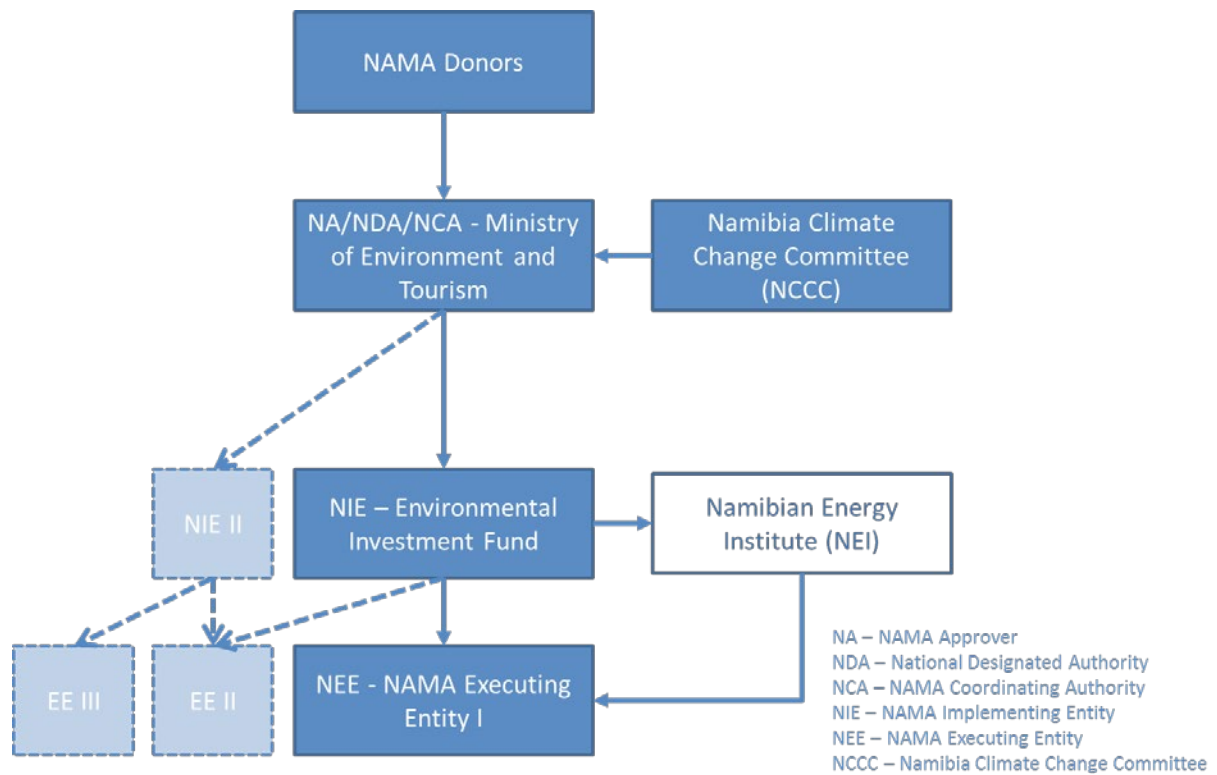 NAMA Donors
NA/NDA/NCA - Ministry
of Environment and
Tourism
Namibia Climate
Change Committee
(NCCC)
NIE II
NIE – Environmental
Investment Fund
Namibian Energy
Institute (NEI)
EE III
EE II
NEE - NAMA Executing
Entity I
NA – NAMA Approver
NDA – National Designated Authority
NCA – NAMA Coordinating Authority
NIE – NAMA Implementing Entity
NEE – NAMA Executing Entity
NCCC – Namibia Climate Change Committee